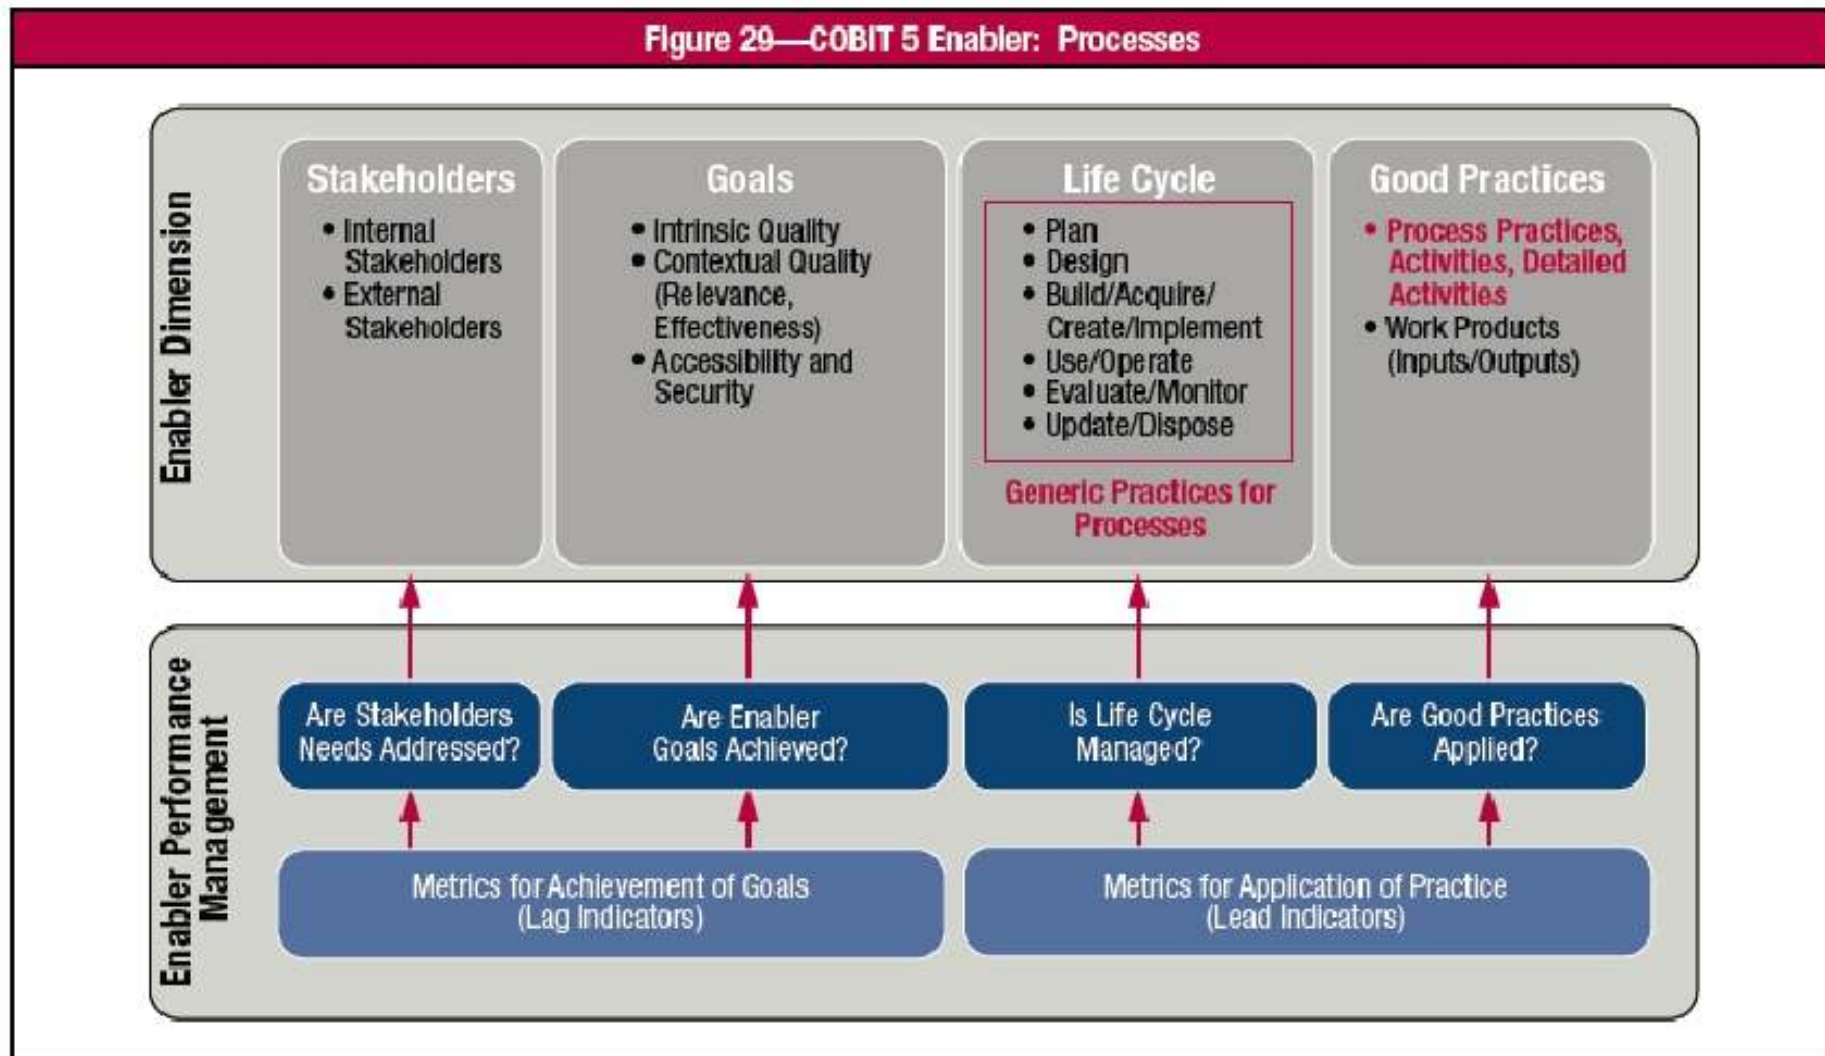 Figure 29—COBIT 5 Enabler: Processes
Enabler Dimension
Stakeholders
• Internal
Stakeholders
• External
Stakeholders
Goals
• Intrinsic Quality
• Contextual Quality
(Relevance,
Effectiveness)
• Accessibility and
Security
Life Cycle
• Plan
• Design
• Build/Acquire/
Create/Implement
• Use/Operate
• Evaluate/Monitor
• Update/Dispose
Generic Practices for
Processes
Good Practices
• Process Practices,
Activities, Detailed
Activities
• Work Products
(Inputs/Outputs)
Enabler Performance
Management
Are Stakeholders
Needs Addressed?
Are Enabler
Goals Achieved?
Is Life Cycle
Managed?
Are Good Practices
Applied?
Metrics for Achievement of Goals
(Lag Indicators)
Metrics for Application of Practice
(Lead Indicators)